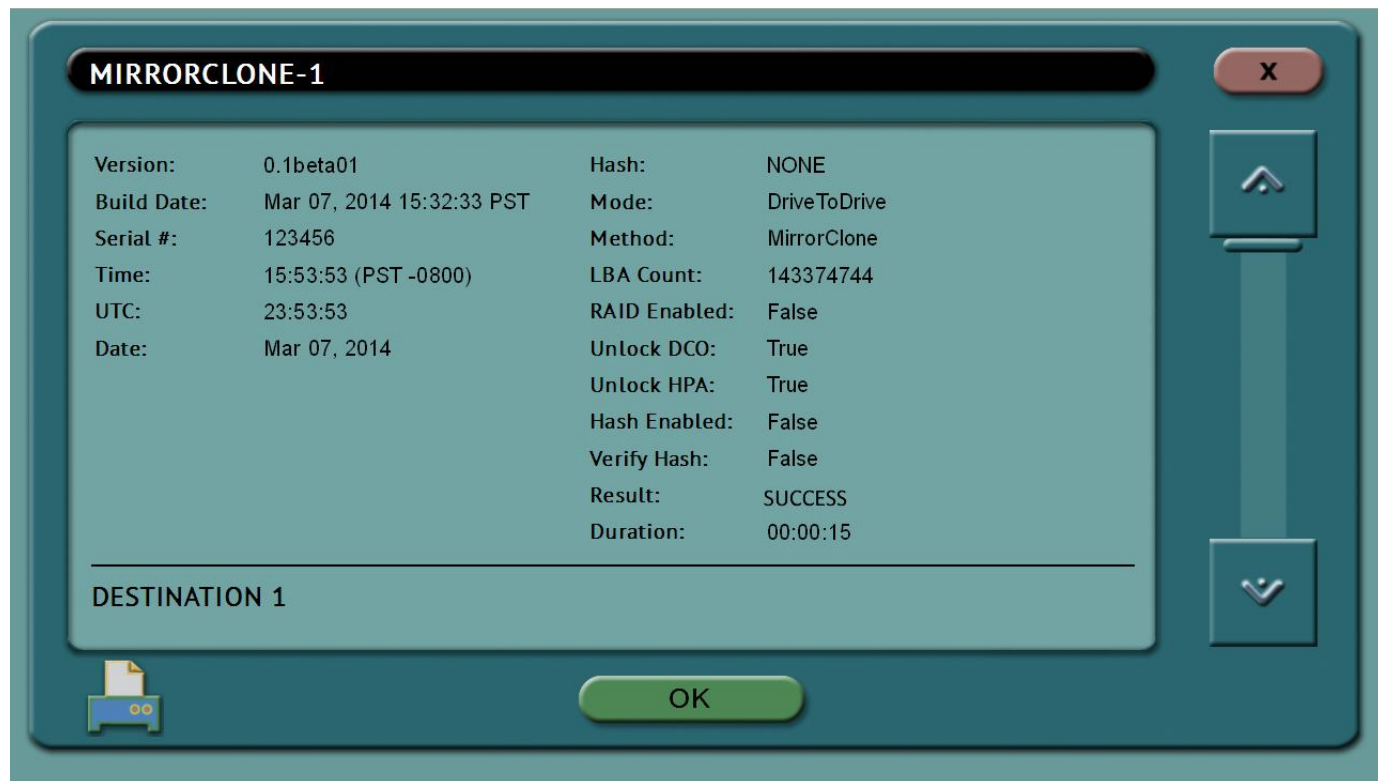 MIRRORCLONE-1
X
Version: 0.1beta01
Build Date: Mar 07, 2014 15:32:33 PST
Serial #: 123456
Time: 15:53:53 (PST -0800)
UTC: 23:53:53
Date: Mar 07, 2014
Hash: NONE
Mode: DriveToDrive
Method: MirrorClone
LBA Count: 143374744
RAID Enabled: False
Unlock DCO: True
Unlock HPA: True
Hash Enabled: False
Verify Hash: False
Result: SUCCESS
Duration: 00:00:15
DESTINATION 1
OK